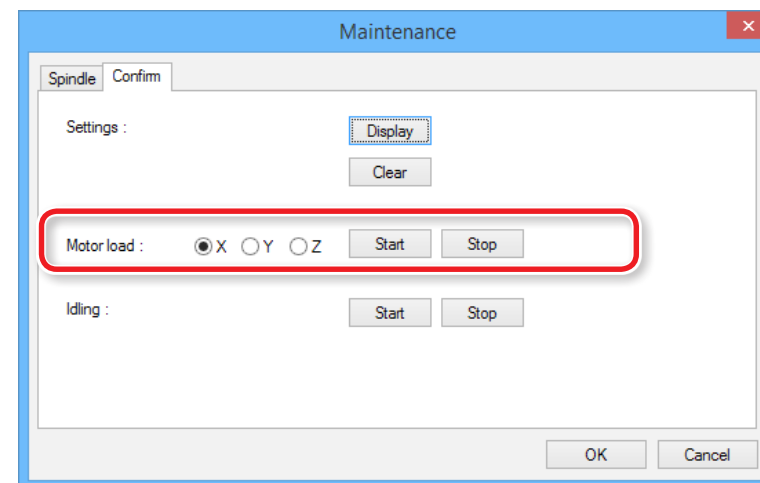 Maintenance
Spindle Confirm
Settings : Display
Clear
Motor load : X Y Z Start Stop
Idling : Start Stop
OK Cancel